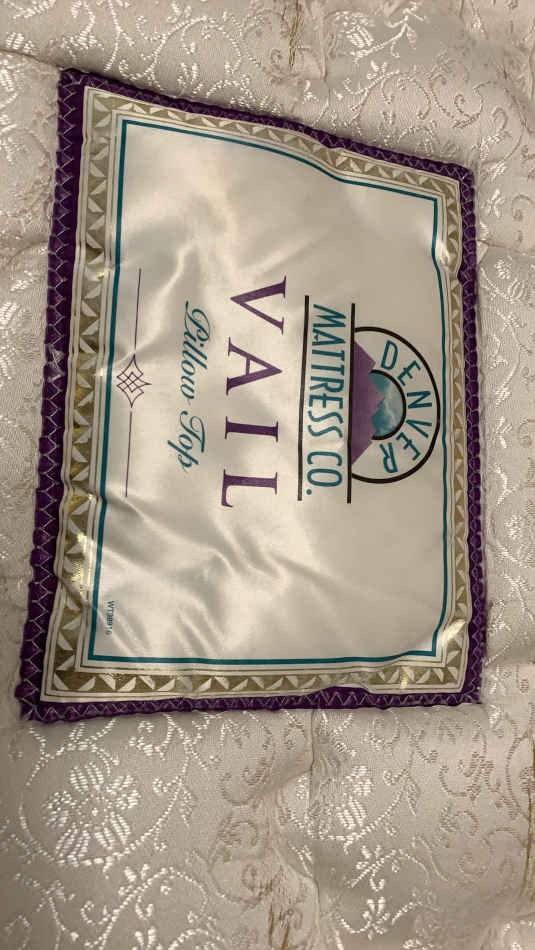 DENVER
MATTRESS CO.
VAIL
Pillow Top